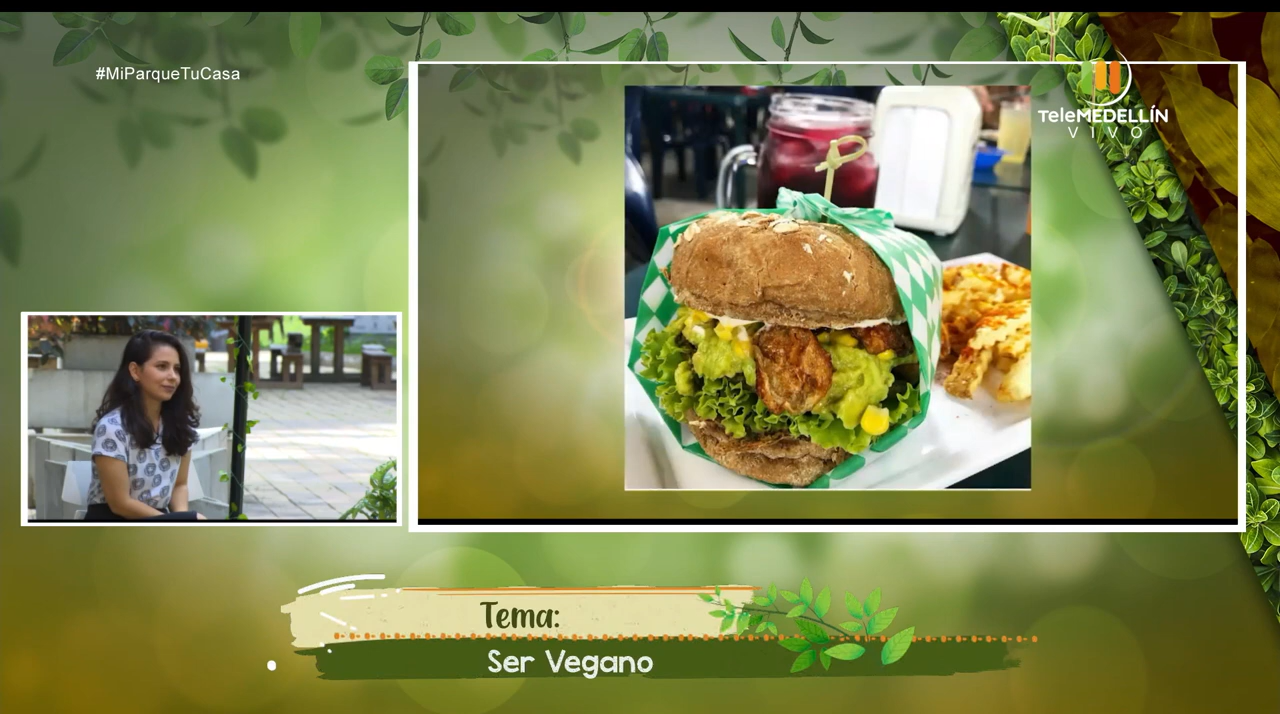 #MiParqueTuCasa
TeleMEDELLÍN
VIVO
Tema:
Ser Vegano